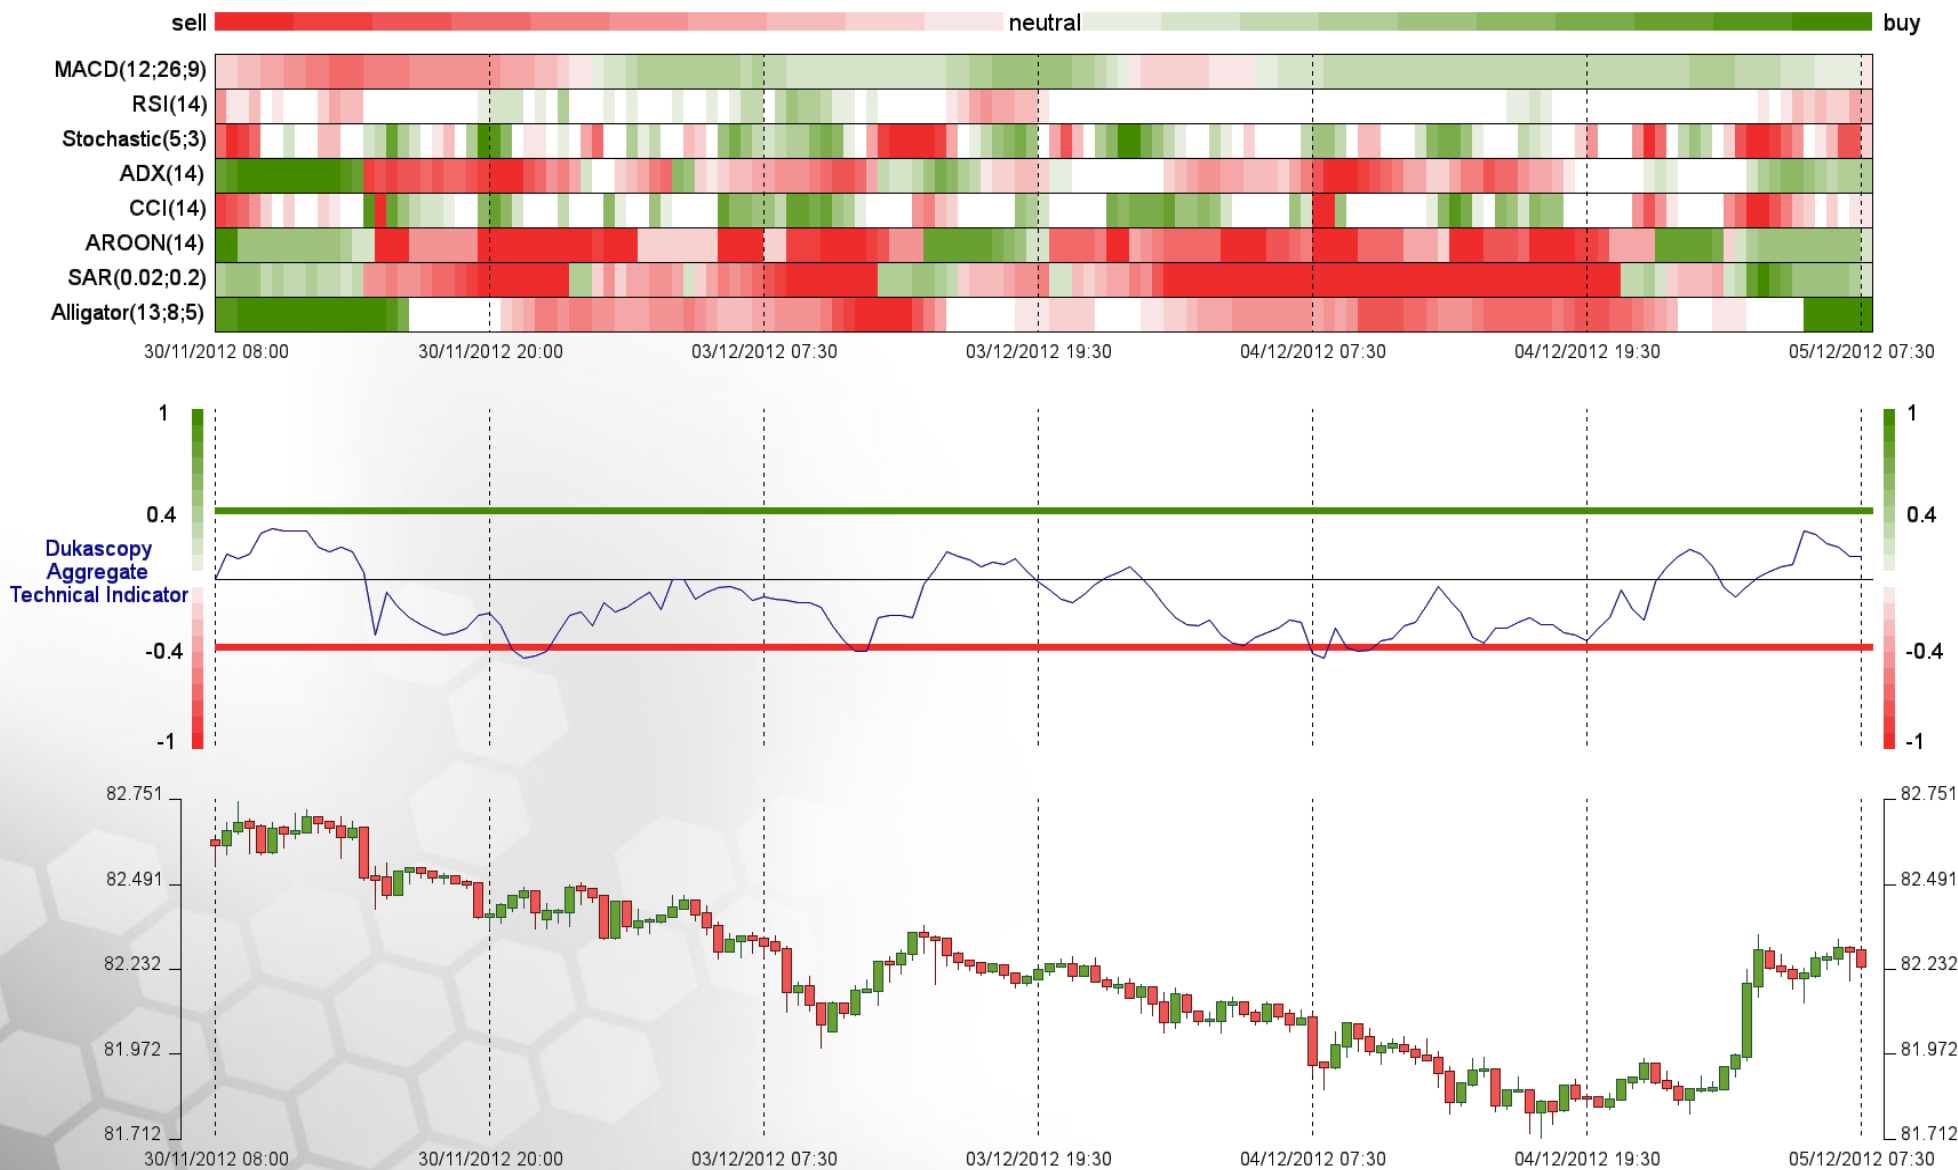 sell neutral buy
MACD(12;26;9)
RSI(14)
Stochastic(5;3)
ADX(14)
CCI(14)
AROON(14)
SAR(0.02;0.2)
Alligator(13;8;5)
30/11/2012 08:00 30/11/2012 20:00 03/12/2012 07:30 03/12/2012 19:30 04/12/2012 07:30 04/12/2012 19:30 05/12/2012 07:30
1 1
0.4 0.4
Dukascopy
Aggregate
Technical Indicator
-0.4 -0.4
-1 -1
82.751 82.751
82.491 82.491
82.232 82.232
81.972 81.972
81.712 81.712
30/11/2012 08:00 30/11/2012 20:00 03/12/2012 07:30 03/12/2012 19:30 04/12/2012 07:30 04/12/2012 19:30 05/12/2012 07:30